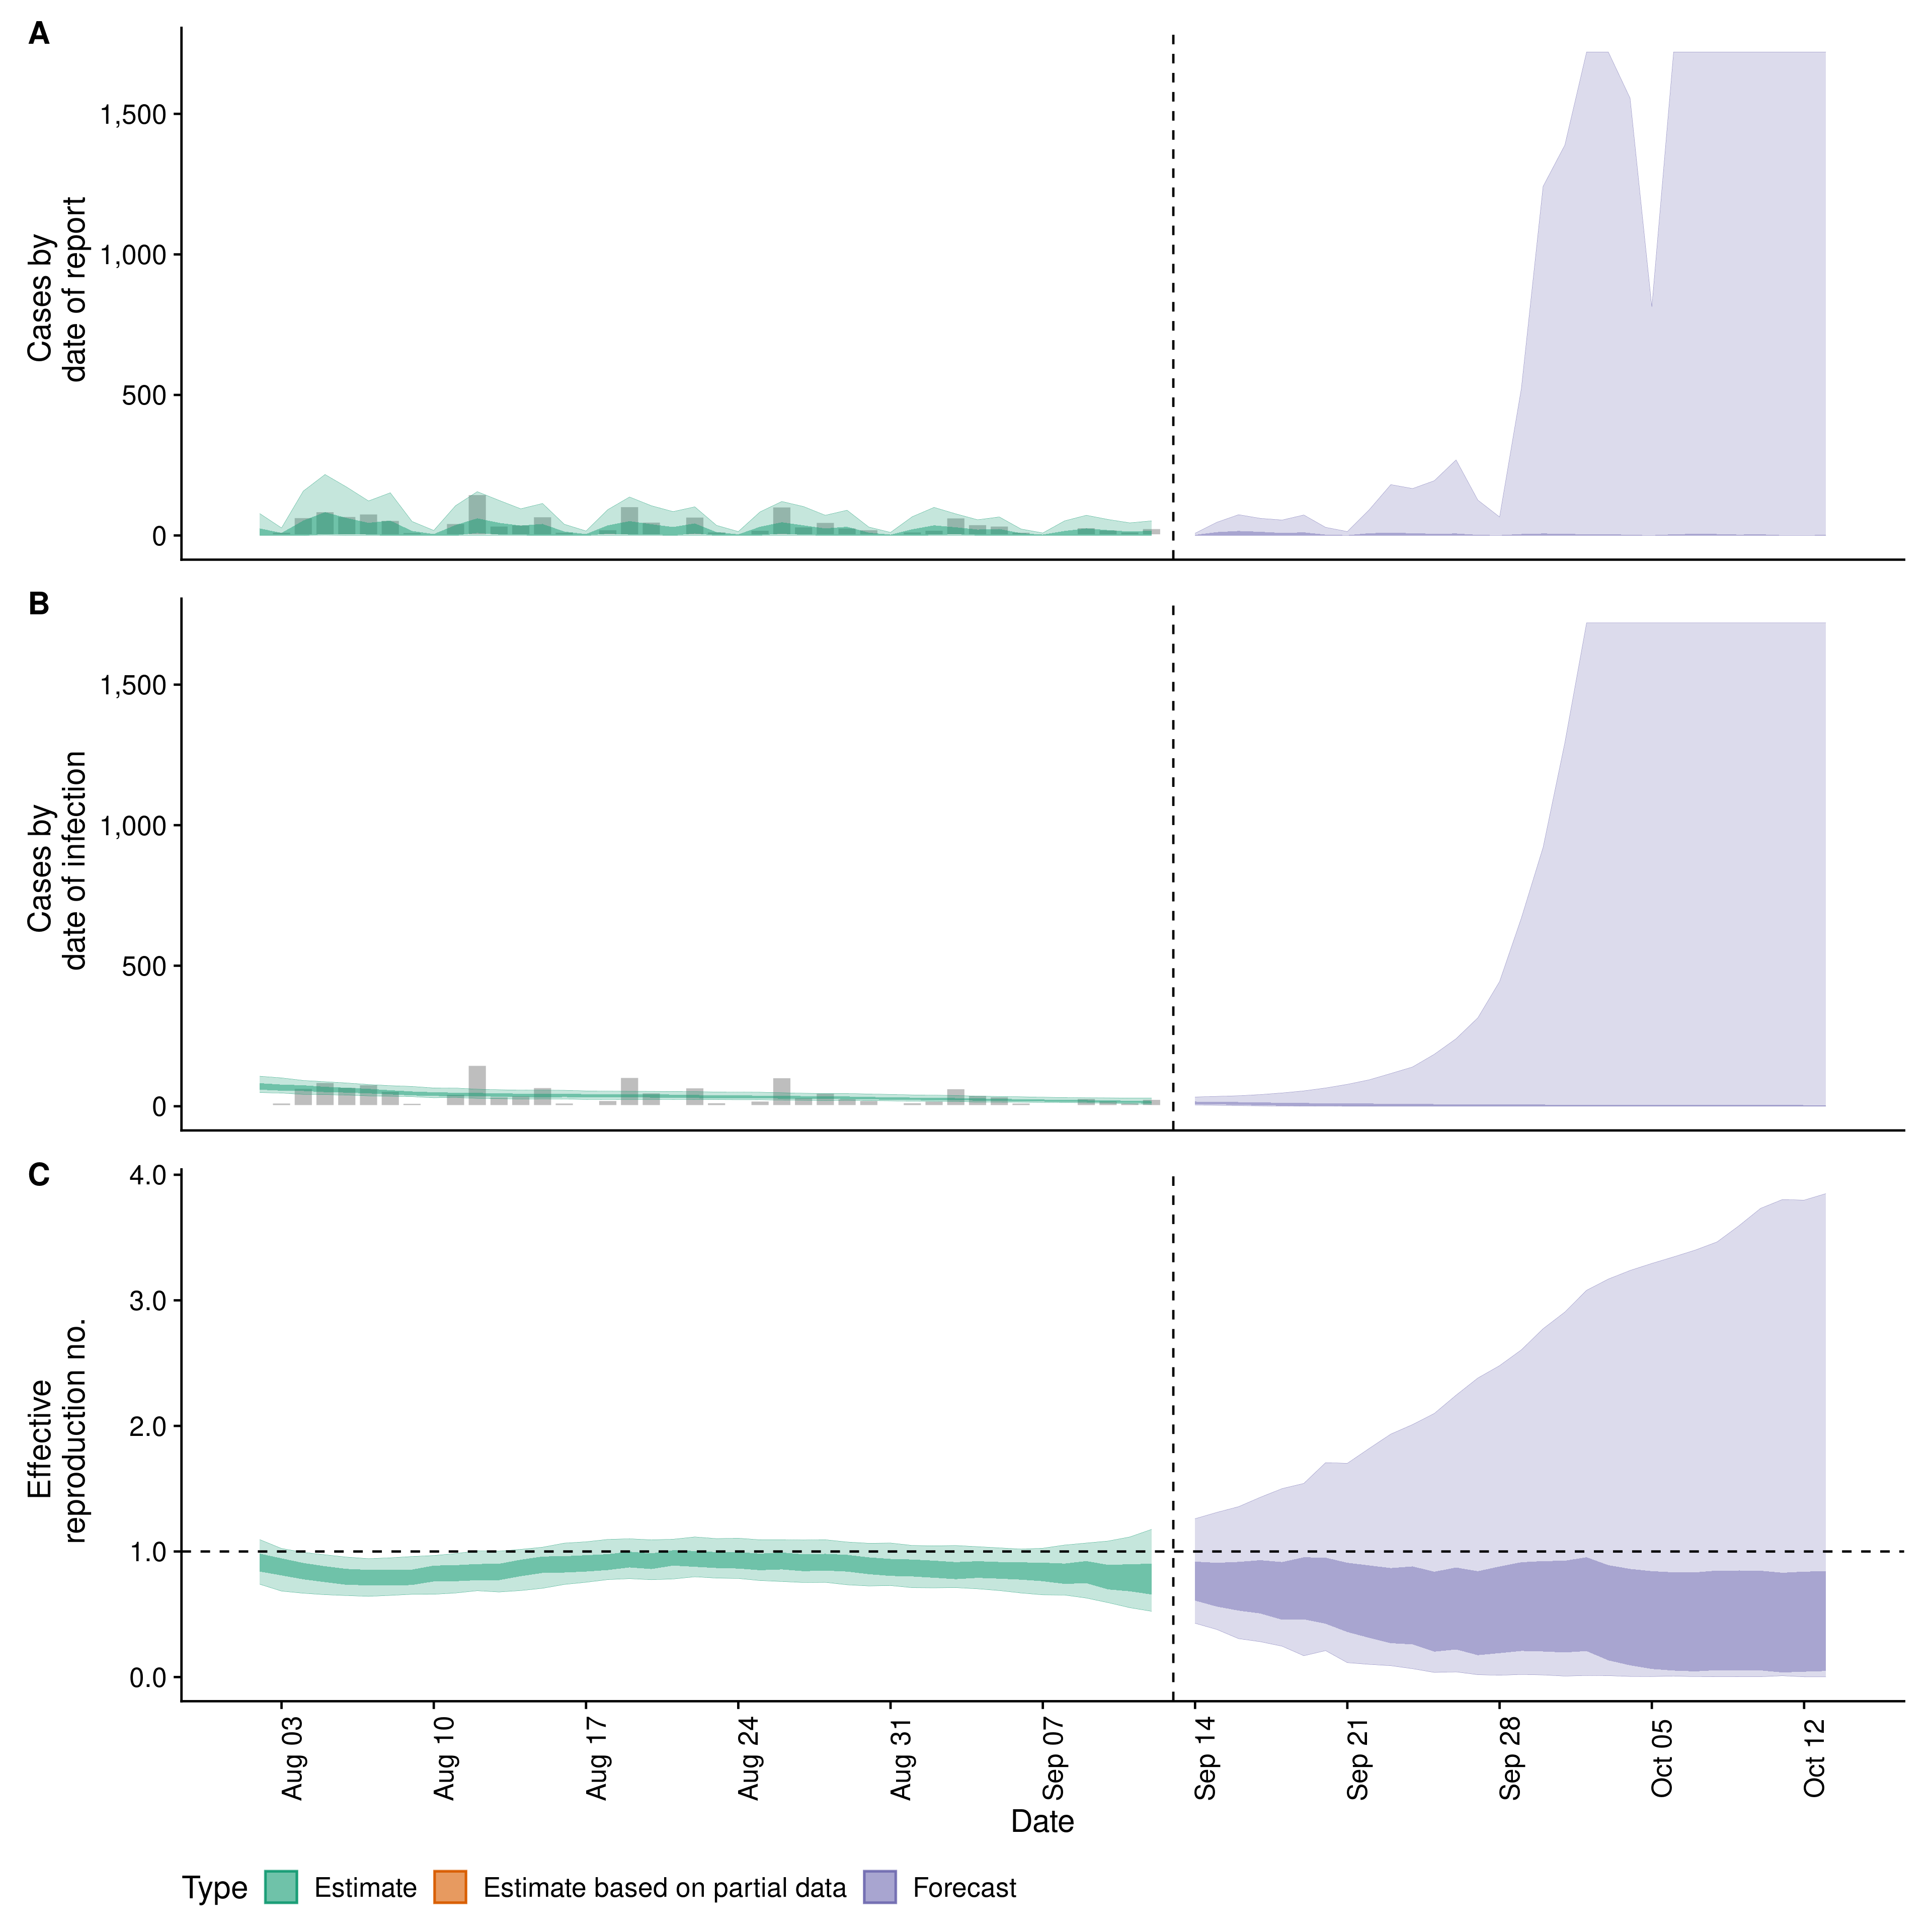 A
Cases by
date of report
1,500
1,000
500
0
B
Cases by
date of infection
1,500
1,000
500
0
C
Effective
reproduction no.
4.0
3.0
2.0
1.0
0.0
Aug 03
Aug 10
Aug 17
Aug 24
Aug 31
Sep 07
Sep 14
Sep 21
Sep 28
Oct 05
Oct 12
Date
Type Estimate Estimate based on partial data Forecast